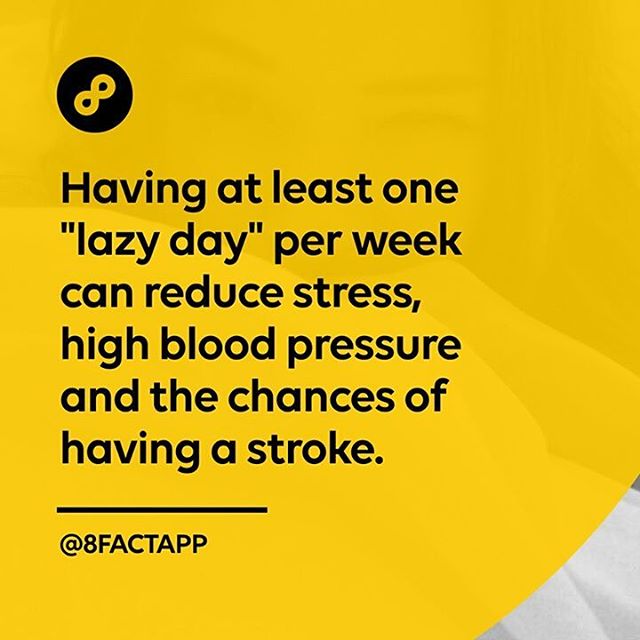 Having at least one
"lazy day" per week
can reduce stress,
high blood pressure
and the chances of
having a stroke.
@8FACTAPP